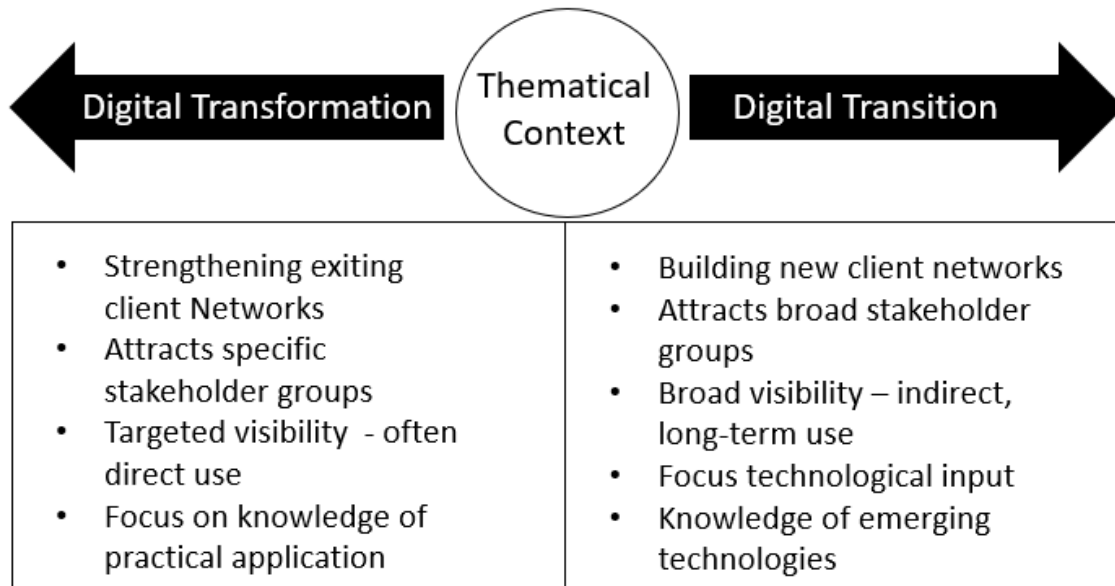 Digital Transformation
Thematical
Context
Digital Transition
• Strengthening exiting
client Networks
• Attracts specific
stakeholder groups
• Targeted visibility - often
direct use
• Focus on knowledge of
practical application
• Building new client networks
• Attracts broad stakeholder
groups
• Broad visibility – indirect,
long-term use
• Focus technological input
• Knowledge of emerging
technologies